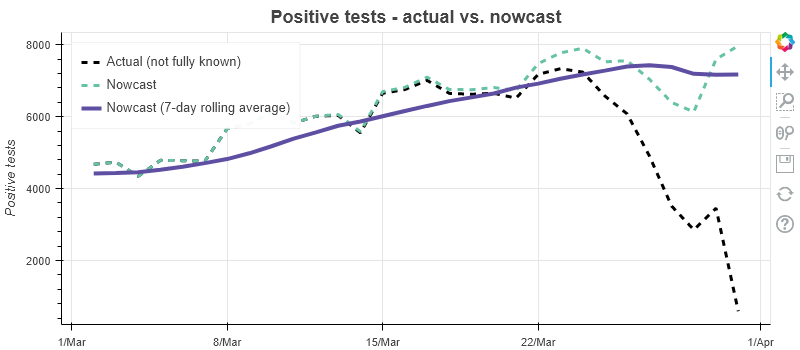 Positive tests - actual vs. nowcast
Actual (not fully known)
Nowcast
Nowcast (7-day rolling average)
Positive tests
8000
6000
4000
2000
1/Mar
8/Mar
15/Mar
22/Mar
1/Apr